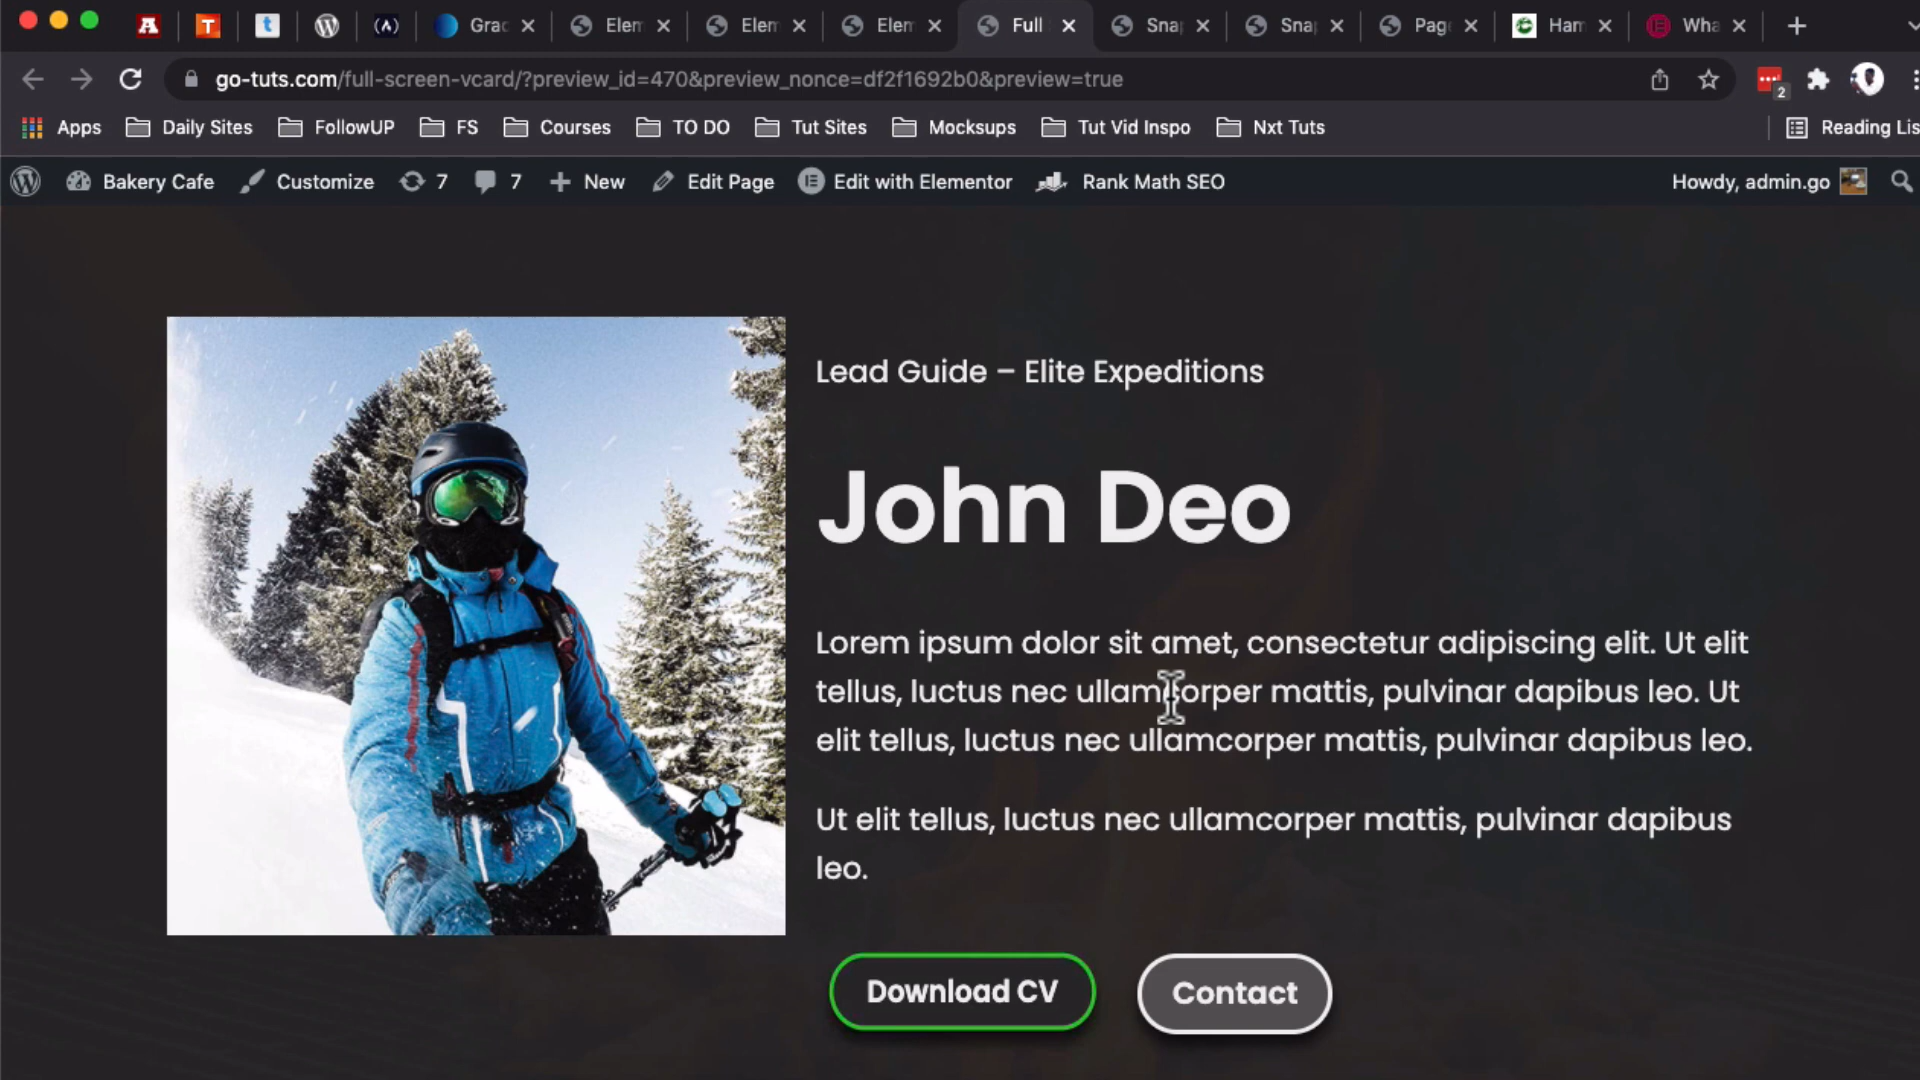 Grac
Elem
Elem
Elem
Full
Sna
Sna
Page
Ham
Wha
go-tuts.com/full-screen-vcard/?preview_id=470&preview_nonce=df2f1692b0&preview=true
2
Apps
Daily Sites
FollowUP
FS
Courses
TO DO
Tut Sites
Mocksups
Tut Vid Inspo
Nxt Tuts
Reading Lis
Bakery Cafe
Customize
7
7
New
Edit Page
Edit with Elementor
Rank Math SEO
Howdy, admin.go
Lead Guide – Elite Expeditions
John Deo
Lorem ipsum dolor sit amet, consectetur adipiscing elit. Ut elit
tellus, luctus nec ullamcorper mattis, pulvinar dapibus leo. Ut
elit tellus, luctus nec ullamcorper mattis, pulvinar dapibus leo.
Ut elit tellus, luctus nec ullamcorper mattis, pulvinar dapibus
leo.
Download CV
Contact